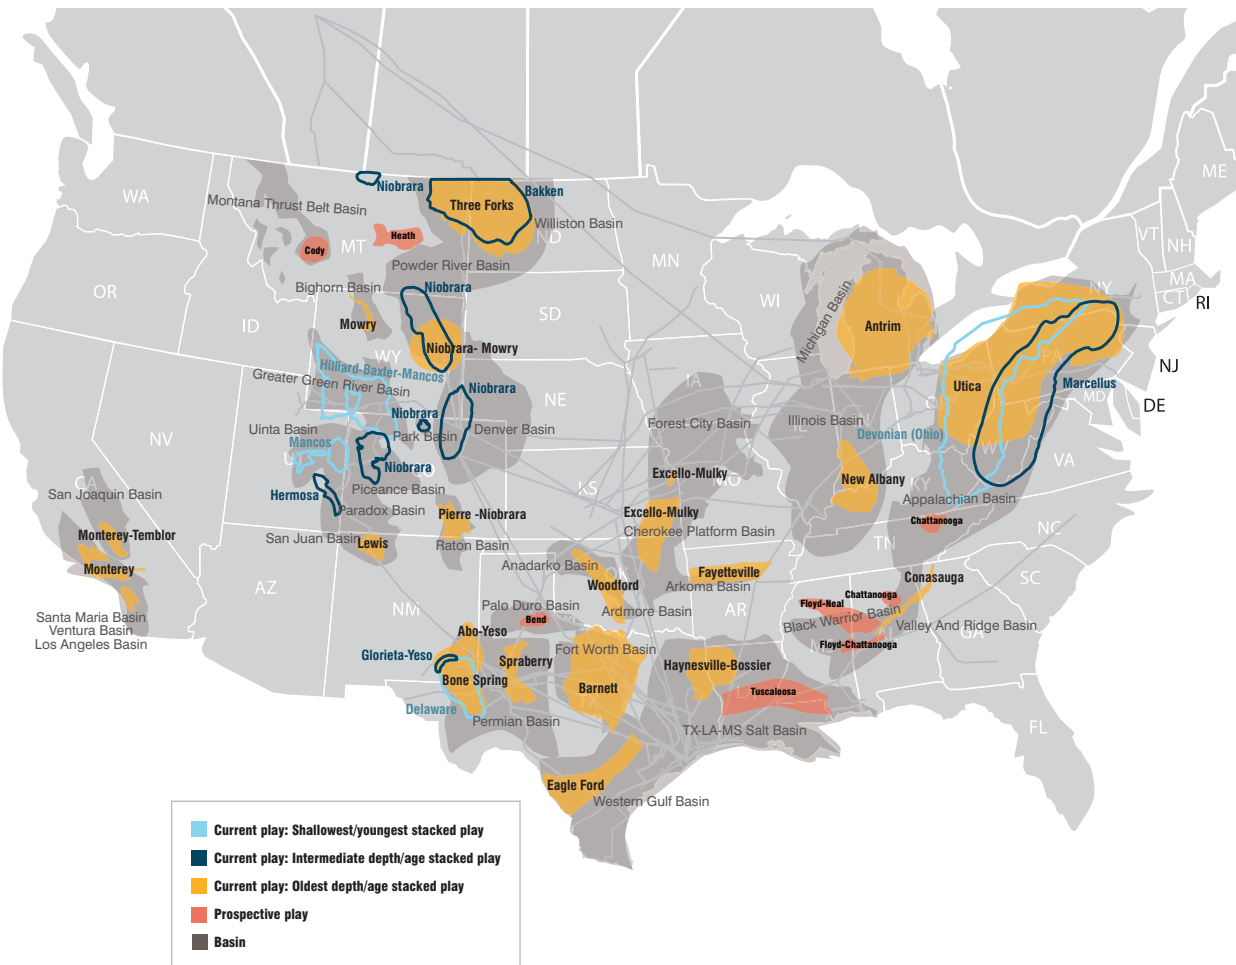 WA
Montana Thrust Belt Basin
Niobrara
Bakken
Three Forks
Williston Basin
ND
MT
Heath
Cody
Powder River Basin
MN
ME
VT
NH
MA
CT
RI
NY
OR
ID
Bighorn Basin
Niobrara
Mowry
SD
WI
Michigan Basin
Antrim
WY
Niobrara- Mowry
Hilliard-Baxter-Mancos
Greater Green River Basin
Niobrara
NE
IA
PA
NJ
Utica
Marcellus
MD
DE
Niobrara
Park Basin
Denver Basin
Forest City Basin
IL
Illinois Basin
Devonian (Ohio)
WV
VA
NV
Uinta Basin
Mancos
Niobrara
Piceance Basin
Excello-Mulky
KS
MO
New Albany
KY
Appalachian Basin
CA
San Joaquin Basin
Hermosa
Paradox Basin
Pierre -Niobrara
Excello-Mulky
Cherokee Platform Basin
Chattanooga
NC
Monterey-Temblor
San Juan Basin
Lewis
Raton Basin
TN
Monterey
Anadarko Basin
OK
Woodford
Fayetteville
Arkoma Basin
Conasauga
SC
AZ
NM
Palo Duro Basin
Ardmore Basin
AR
Chattanooga
Floyd-Neal
Black Warrior Basin
Valley And Ridge Basin
GA
Santa Maria Basin
Ventura Basin
Los Angeles Basin
Bend
Abo-Yeso
Fort Worth Basin
Floyd-Chattanooga
Glorieta-Yeso
Spraberry
Haynesville-Bossier
Bone Spring
Barnett
Tuscaloosa
Delaware
Permian Basin
TX-LA-MS Salt Basin
FL
Eagle Ford
Western Gulf Basin
Current play: Shallowest/youngest stacked play
Current play: Intermediate depth/age stacked play
Current play: Oldest depth/age stacked play
Prospective play
Basin